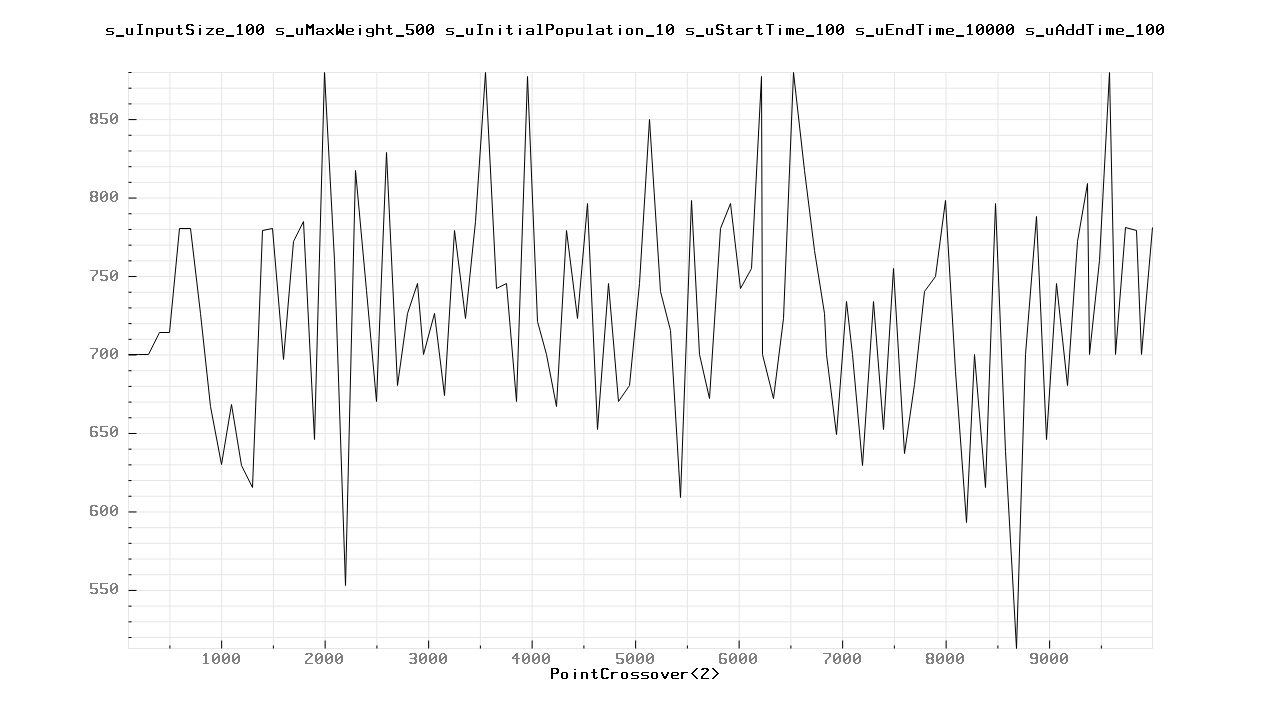 s_uInputSize_100 s_uMaxWeight_500 s_uInitialPopulation_10 s_uStartTime_100 s_uEndTime_10000 s_uAddTime_100
850
800
750
700
650
600
550
1000 2000 3000 4000 5000 6000 7000 8000 9000
PointCrossover<2>